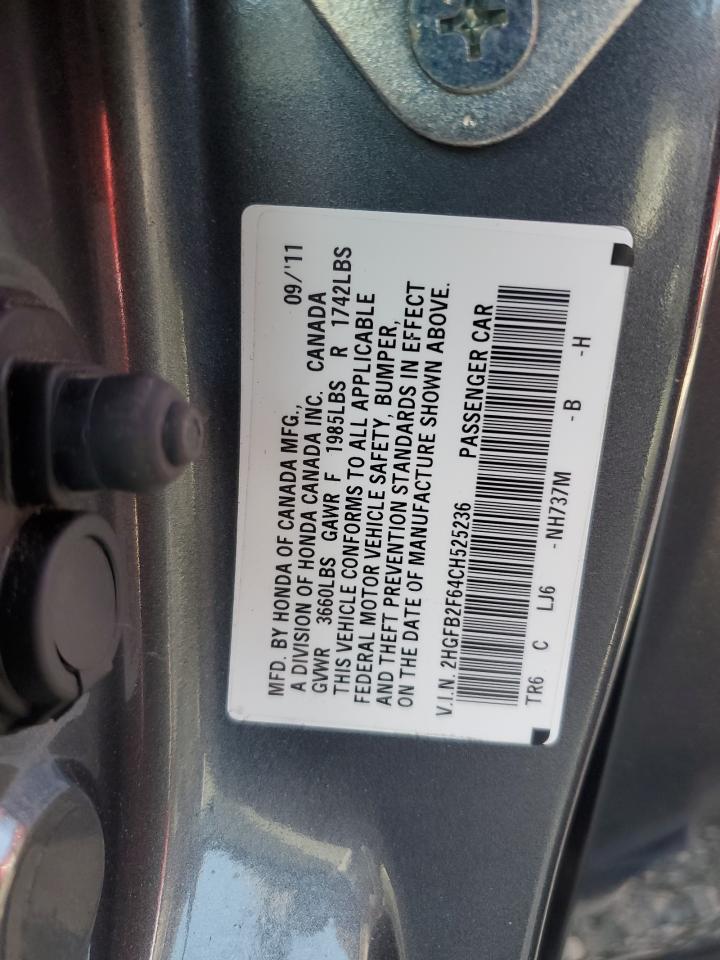 MFD. BY HONDA OF CANADA MFG., 09/'11
A DIVISION OF HONDA CANADA INC. CANADA
GVWR 3660LBS GAWR F 1985LBS R 1742LBS
THIS VEHICLE CONFORMS TO ALL APPLICABLE
FEDERAL MOTOR VEHICLE SAFETY, BUMPER,
AND THEFT PREVENTION STANDARDS IN EFFECT
ON THE DATE OF MANUFACTURE SHOWN ABOVE.
V.I.N. 2HGFB2F64CH525236 PASSENGER CAR
TR6 C LJ6 -NH737M -B -H